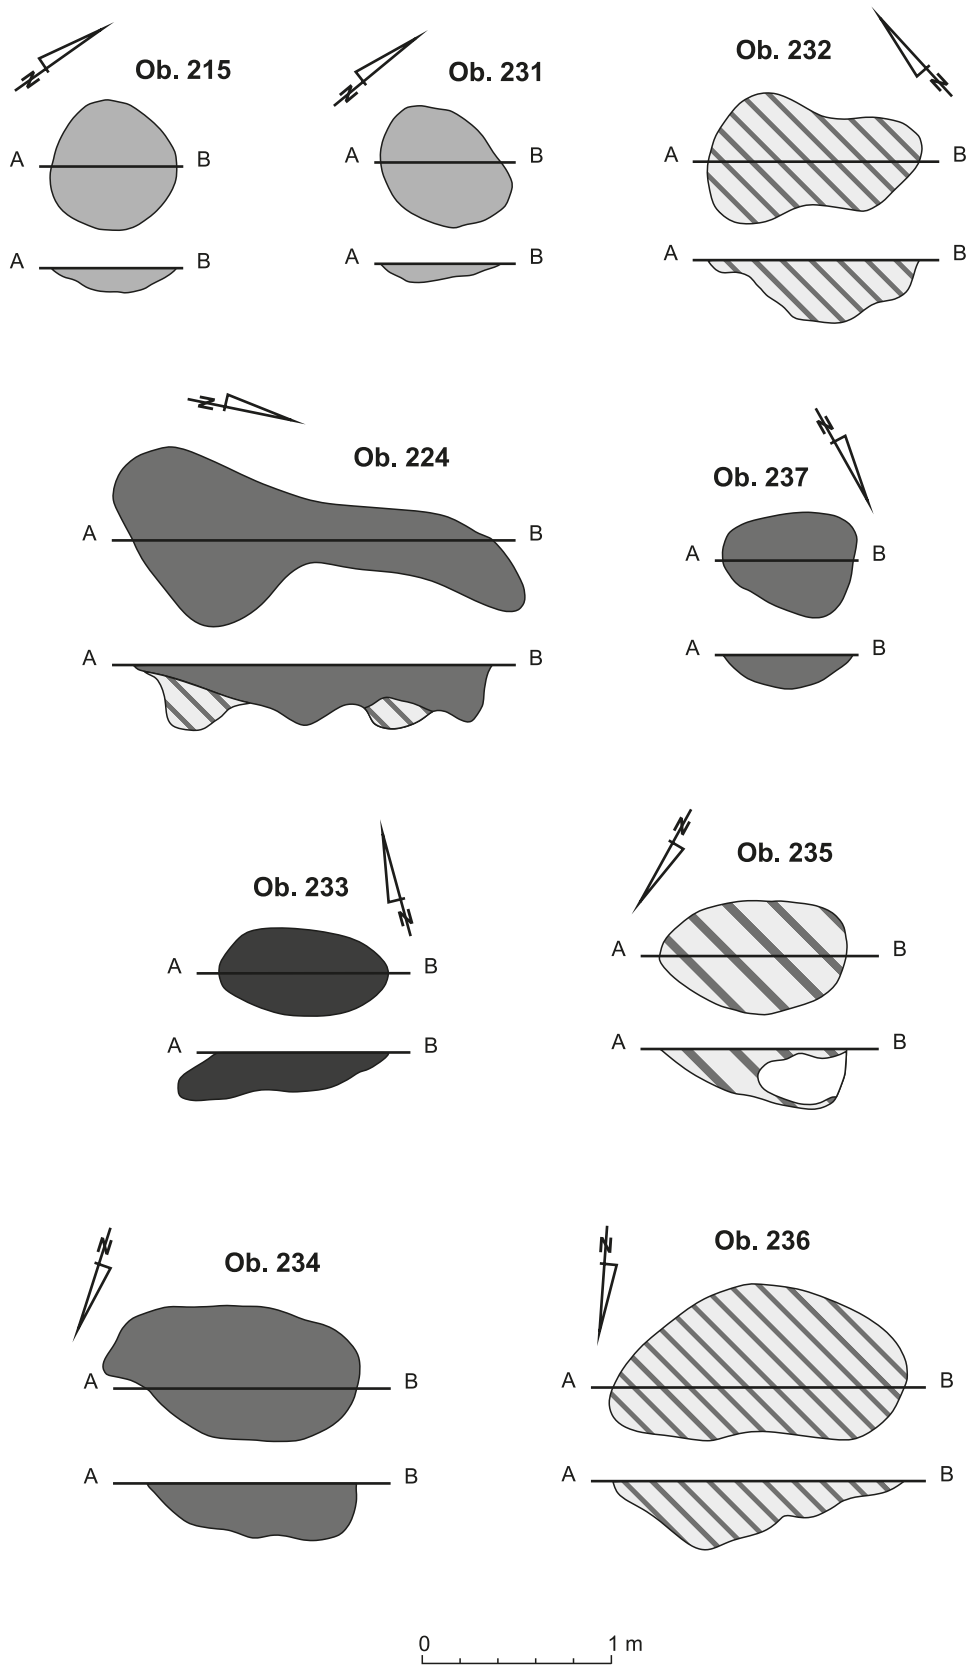 N
Ob. 215
A B
A B
N
Ob. 231
A B
A B
Ob. 232
N
A B
A B
N
Ob. 224
A B
A B
N
Ob. 237
A B
A B
Ob. 233
N
A B
A B
N
Ob. 235
A B
A B
N
Ob. 234
A B
A B
N
Ob. 236
A B
A B
0 1 m